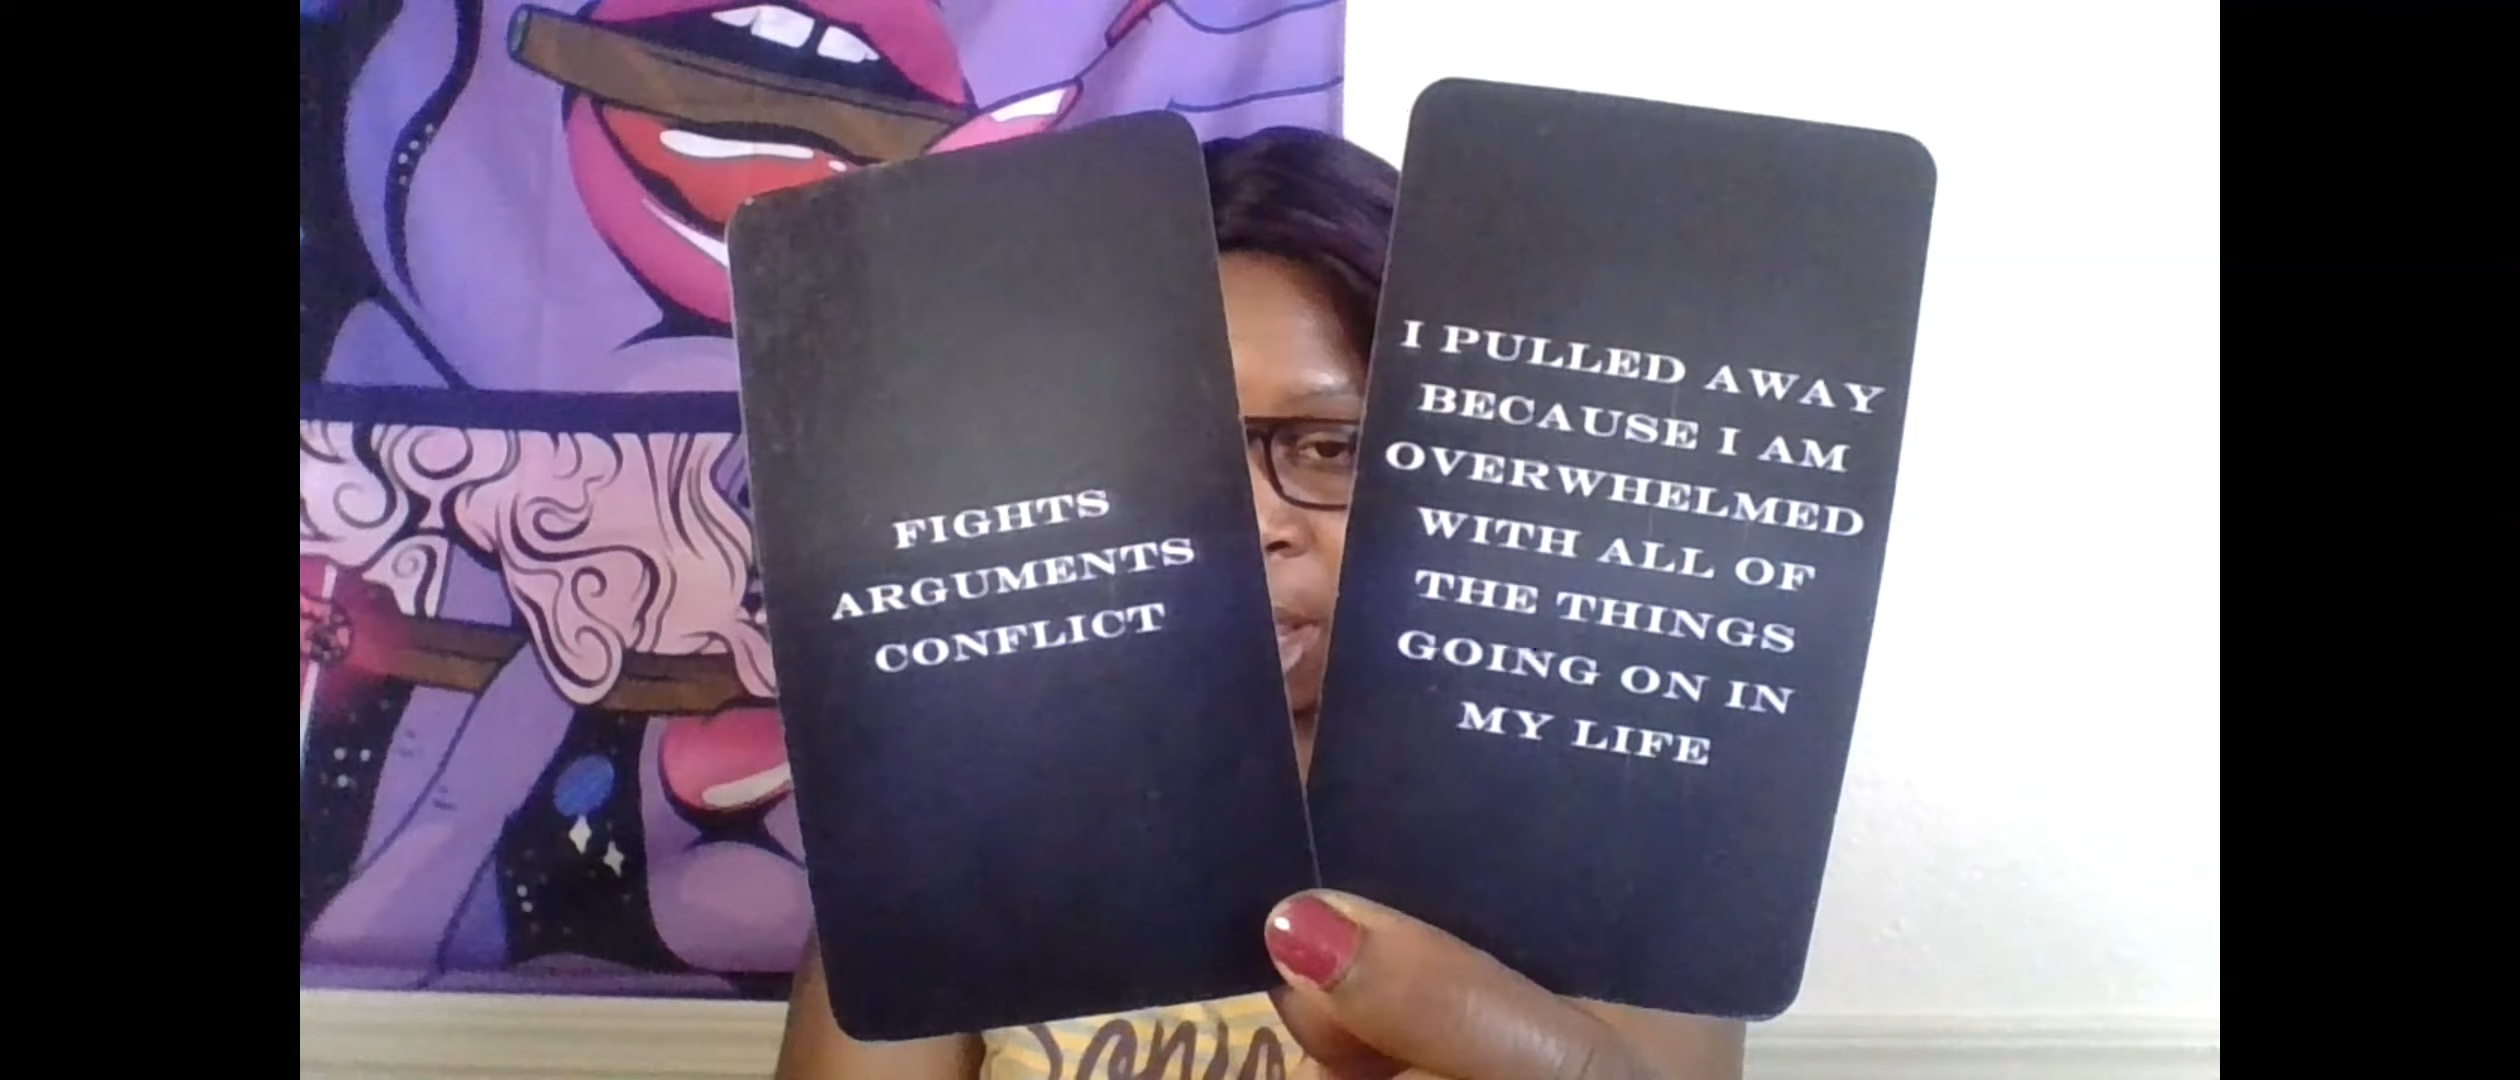 FIGHTS
ARGUMENTS
CONFLICT
I PULLED AWAY
BECAUSE I AM
OVERWHELMED
WITH ALL OF
THE THINGS
GOING ON IN
MY LIFE